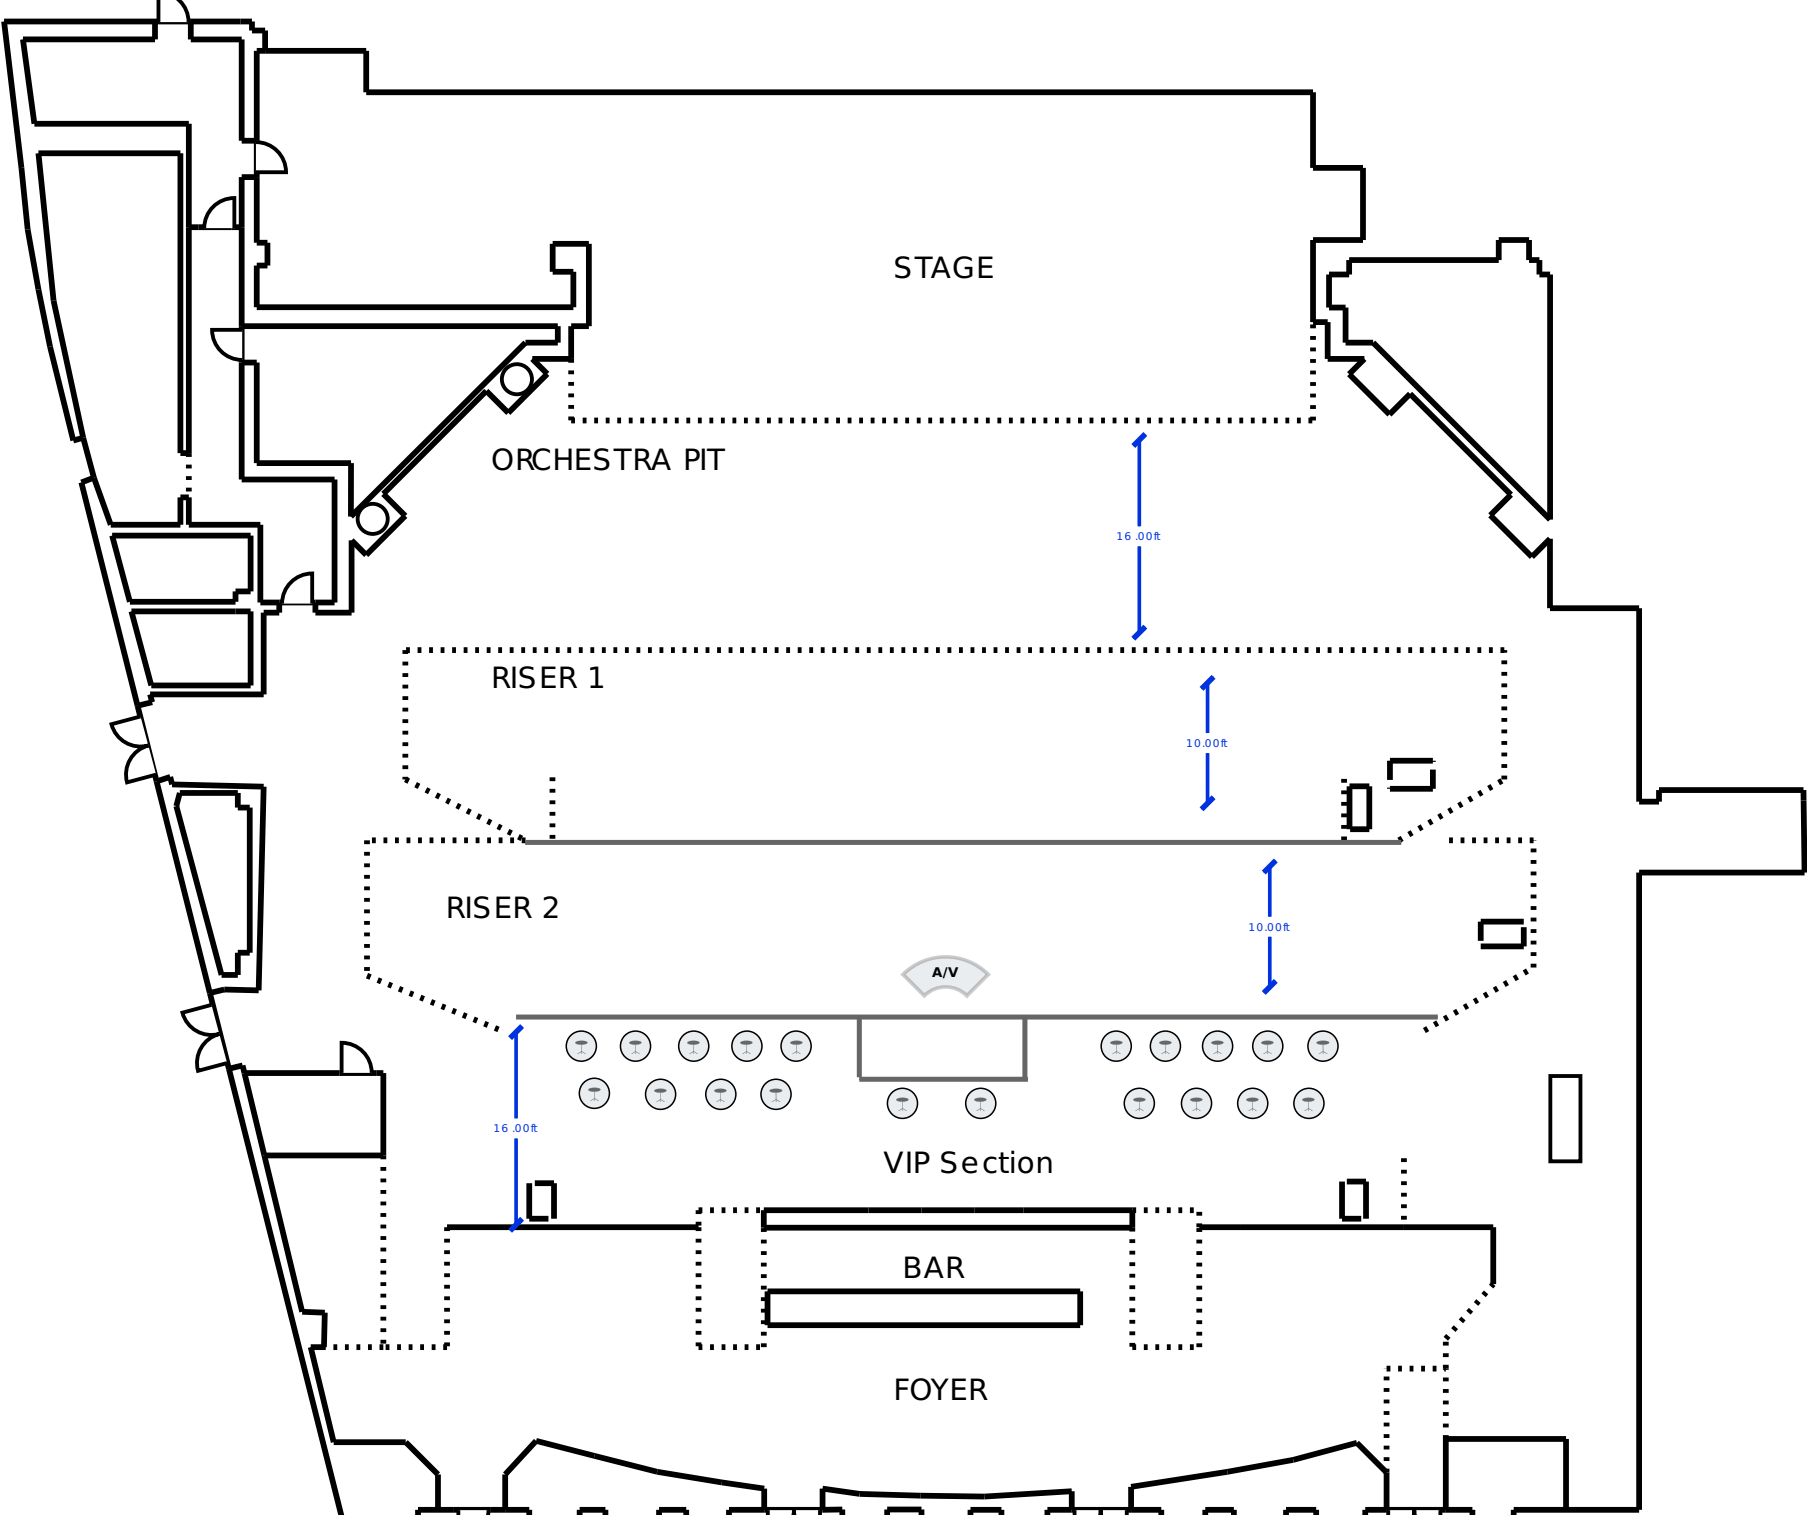 STAGE
ORCHESTRA PIT
16.00ft
RISER 1
10.00ft
RISER 2
10.00ft
A/V
16.00ft
VIP Section
BAR
FOYER